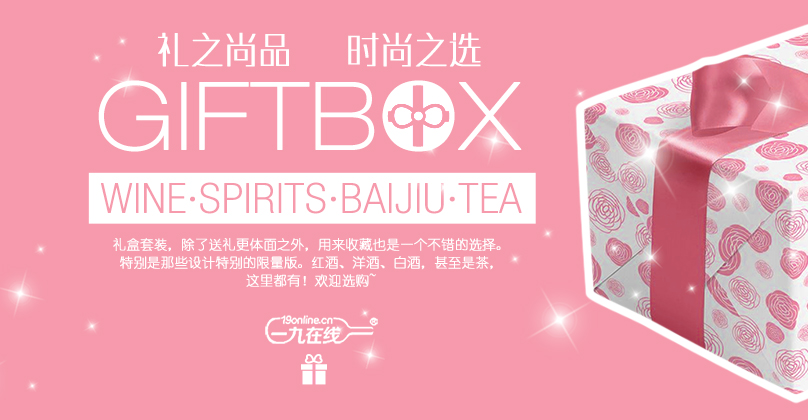 礼之尚品 时尚之选
GIFTBOX
WINE·SPIRITS·BAIJIU·TEA
礼盒套装，除了送礼更体面之外，用来收藏也是一个不错的选择。
特别是那些设计特别的限量版。红酒、洋酒、白酒，甚至是茶，
这里都有！欢迎选购~
19online.cn
一九在线®